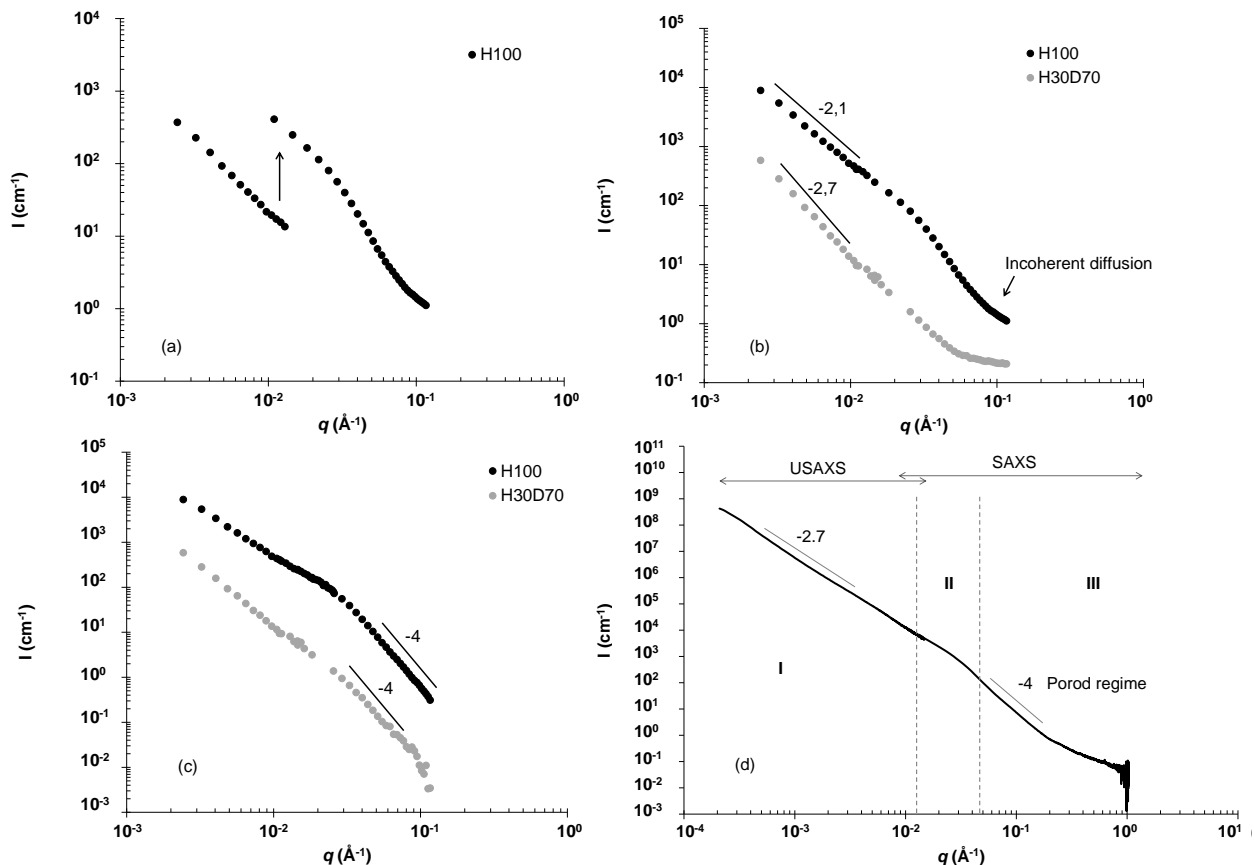 10⁴
10³
10²
10¹
10⁰
10⁻¹
I (cm⁻¹)
H100
(a)
10⁻³ 10⁻² 10⁻¹ 10⁰
q (Å⁻¹)
10⁵
10⁴
10³
10²
10¹
10⁰
10⁻¹
I (cm⁻¹)
H100
H30D70
-2,1
-2,7
Incoherent diffusion
(b)
10⁻³ 10⁻² 10⁻¹ 10⁰
q (Å⁻¹)
10⁵
10⁴
10³
10²
10¹
10⁰
10⁻¹
10⁻²
10⁻³
I (cm⁻¹)
H100
H30D70
-4
-4
(c)
10⁻³ 10⁻² 10⁻¹ 10⁰
q (Å⁻¹)
10¹¹
10¹⁰
10⁹
10⁸
10⁷
10⁶
10⁵
10⁴
10³
10²
10¹
10⁰
10⁻¹
10⁻²
10⁻³
I (cm⁻¹)
USAXS SAXS
-2.7
II III
I
-4 Porod regime
(d)
10⁻⁴ 10⁻³ 10⁻² 10⁻¹ 10⁰ 10¹
q (Å⁻¹)